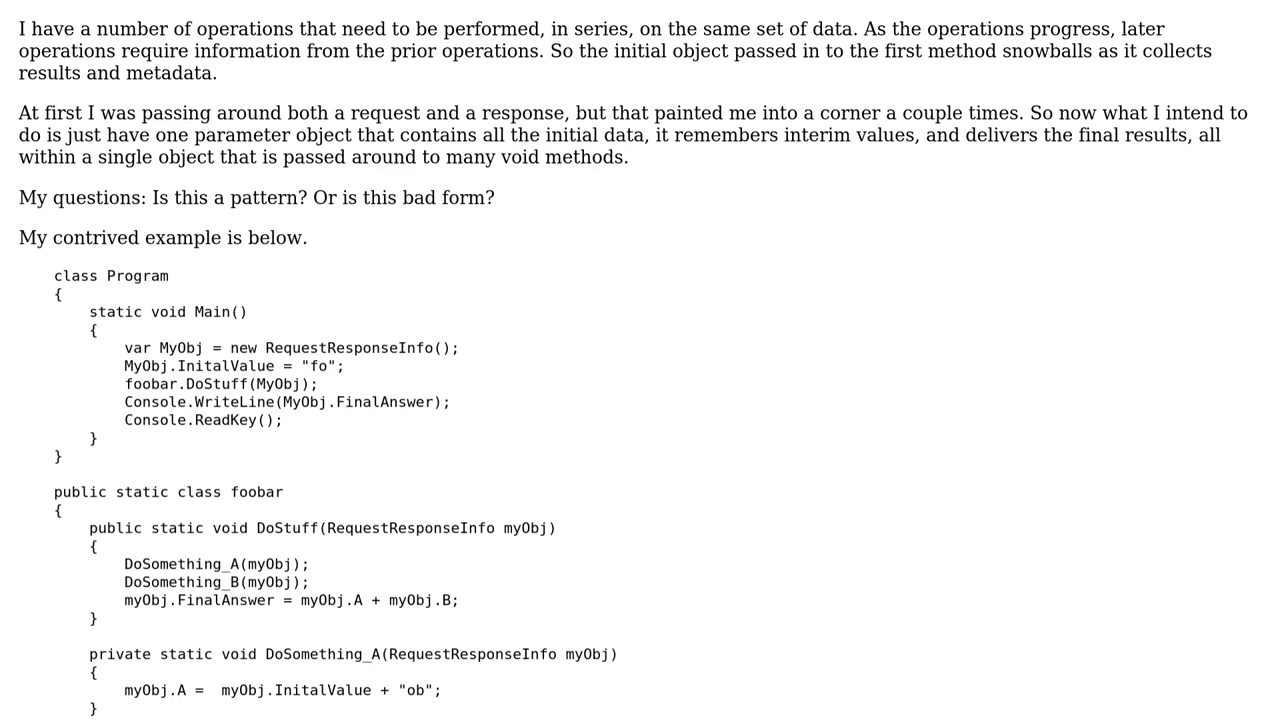 I have a number of operations that need to be performed, in series, on the same set of data. As the operations progress, later
operations require information from the prior operations. So the initial object passed in to the first method snowballs as it collects
results and metadata.
At first I was passing around both a request and a response, but that painted me into a corner a couple times. So now what I intend to
do is just have one parameter object that contains all the initial data, it remembers interim values, and delivers the final results, all
within a single object that is passed around to many void methods.
My questions: Is this a pattern? Or is this bad form?
My contrived example is below.
class Program
{
    static void Main()
    {
        var MyObj = new RequestResponseInfo();
        MyObj.InitalValue = "fo";
        foobar.DoStuff(MyObj);
        Console.WriteLine(MyObj.FinalAnswer);
        Console.ReadKey();
    }
}
public static class foobar
{
    public static void DoStuff(RequestResponseInfo myObj)
    {
        DoSomething_A(myObj);
        DoSomething_B(myObj);
        myObj.FinalAnswer = myObj.A + myObj.B;
    }
    private static void DoSomething_A(RequestResponseInfo myObj)
    {
        myObj.A =  myObj.InitalValue + "ob";
    }